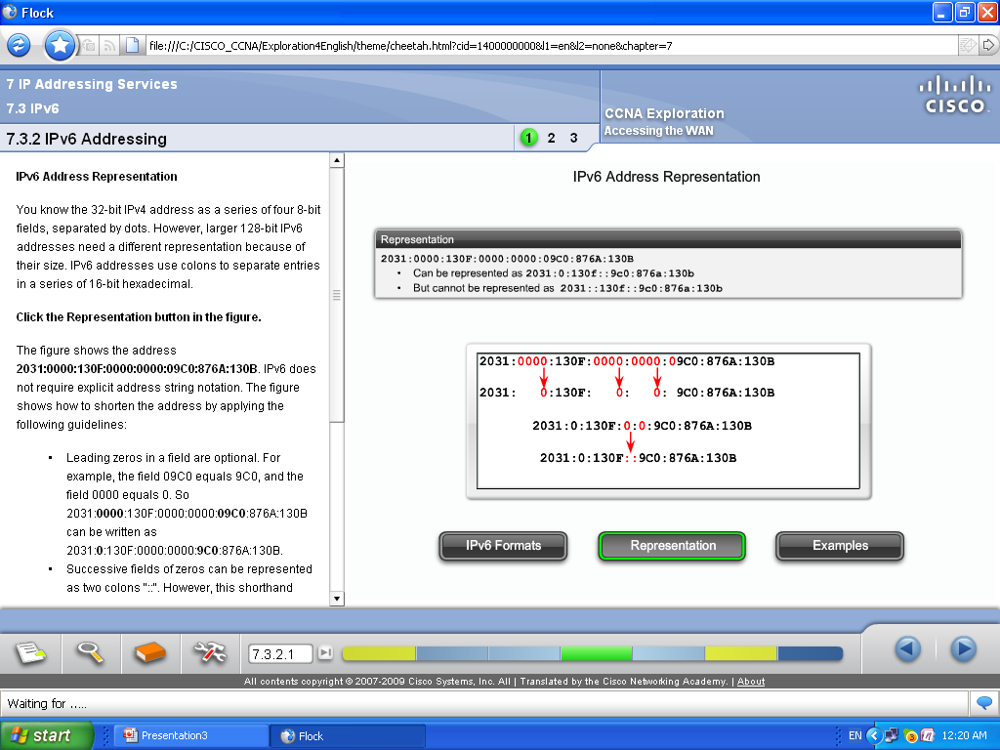 Flock
file:///C:/CISCO_CCNA/Exploration4English/theme/cheetah.html?cid=1400000000&l1=en&l2=none&chapter=7
7 IP Addressing Services
7.3 IPv6
CCNA Exploration
Accessing the WAN
CISCO
7.3.2 IPv6 Addressing
1 2 3
IPv6 Address Representation
You know the 32-bit IPv4 address as a series of four 8-bit
fields, separated by dots. However, larger 128-bit IPv6
addresses need a different representation because of
their size. IPv6 addresses use colons to separate entries
in a series of 16-bit hexadecimal.
Click the Representation button in the figure.
The figure shows the address
2031:0000:130F:0000:0000:09C0:876A:130B. IPv6 does
not require explicit address string notation. The figure
shows how to shorten the address by applying the
following guidelines:
• Leading zeros in a field are optional. For
example, the field 09C0 equals 9C0, and the
field 0000 equals 0. So
2031:0000:130F:0000:0000:09C0:876A:130B
can be written as
2031:0:130F:0000:0000:9C0:876A:130B.
• Successive fields of zeros can be represented
as two colons "::". However, this shorthand
IPv6 Address Representation
Representation
2031:0000:130F:0000:0000:09C0:876A:130B
• Can be represented as 2031:0:130f::9c0:876a:130b
• But cannot be represented as 2031::130f::9c0:876a:130b
2031:0000:130F:0000:0000:09C0:876A:130B
2031: 0:130F: 0: 0: 9C0:876A:130B
2031:0:130F:0:0:9C0:876A:130B
2031:0:130F::9C0:876A:130B
IPv6 Formats
Representation
Examples
7.3.2.1
All contents copyright © 2007-2009 Cisco Systems, Inc. All | Translated by the Cisco Networking Academy. | About
Waiting for .....
start
Presentation3
Flock
EN
12:20 AM